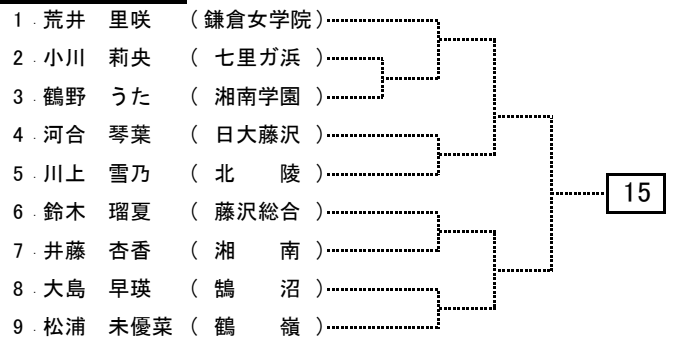 1 荒井 里咲 (鎌倉女学院)
2 小川 莉央 ( 七里ガ浜 )
3 鶴野 うた ( 湘南学園 )
4 河合 琴葉 ( 日大藤沢 )
5 川上 雪乃 ( 北 陵 )
15
6 鈴木 瑠夏 ( 藤沢総合 )
7 井藤 杏香 ( 湘 南 )
8 大島 早瑛 ( 鵠 沼 )
9 松浦 未優菜 ( 鶴 嶺 )